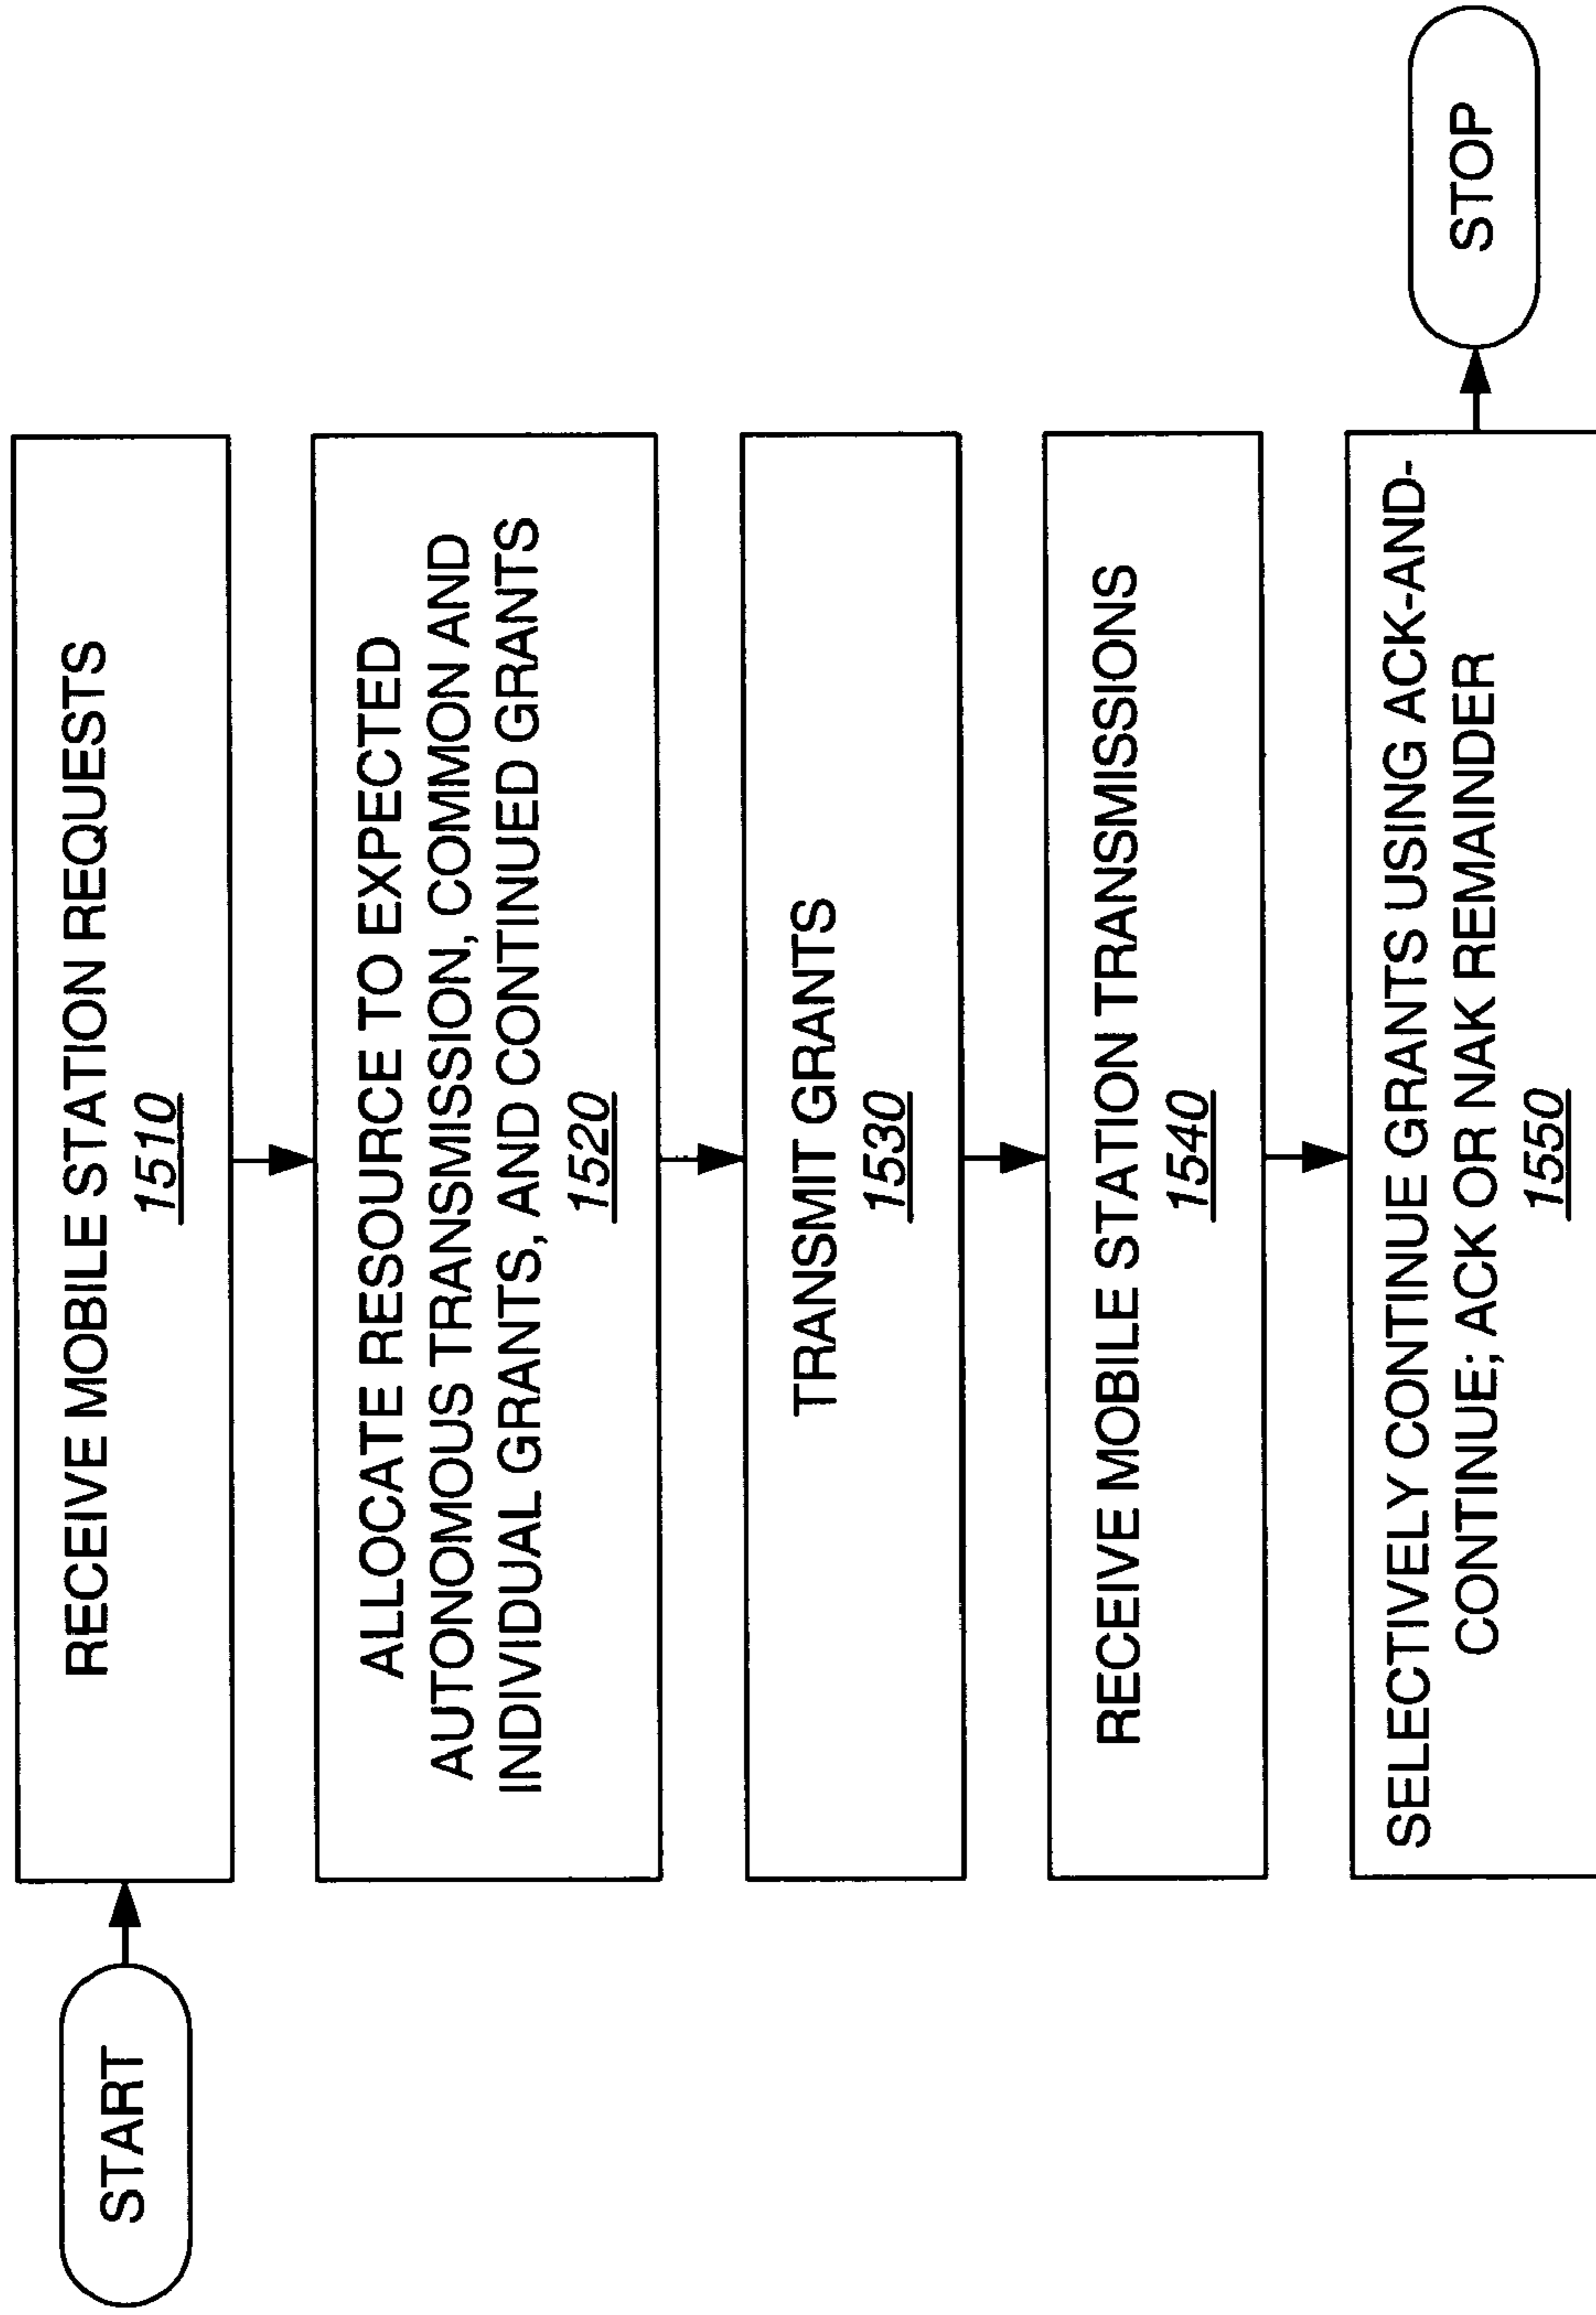 START
RECEIVE MOBILE STATION REQUESTS
1510
ALLOCATE RESOURCE TO EXPECTED
AUTONOMOUS TRANSMISSION, COMMON AND
INDIVIDUAL GRANTS, AND CONTINUED GRANTS
1520
TRANSMIT GRANTS
1530
RECEIVE MOBILE STATION TRANSMISSIONS
1540
SELECTIVELY CONTINUE GRANTS USING ACK-AND-
CONTINUE; ACK OR NAK REMAINDER
1550
STOP